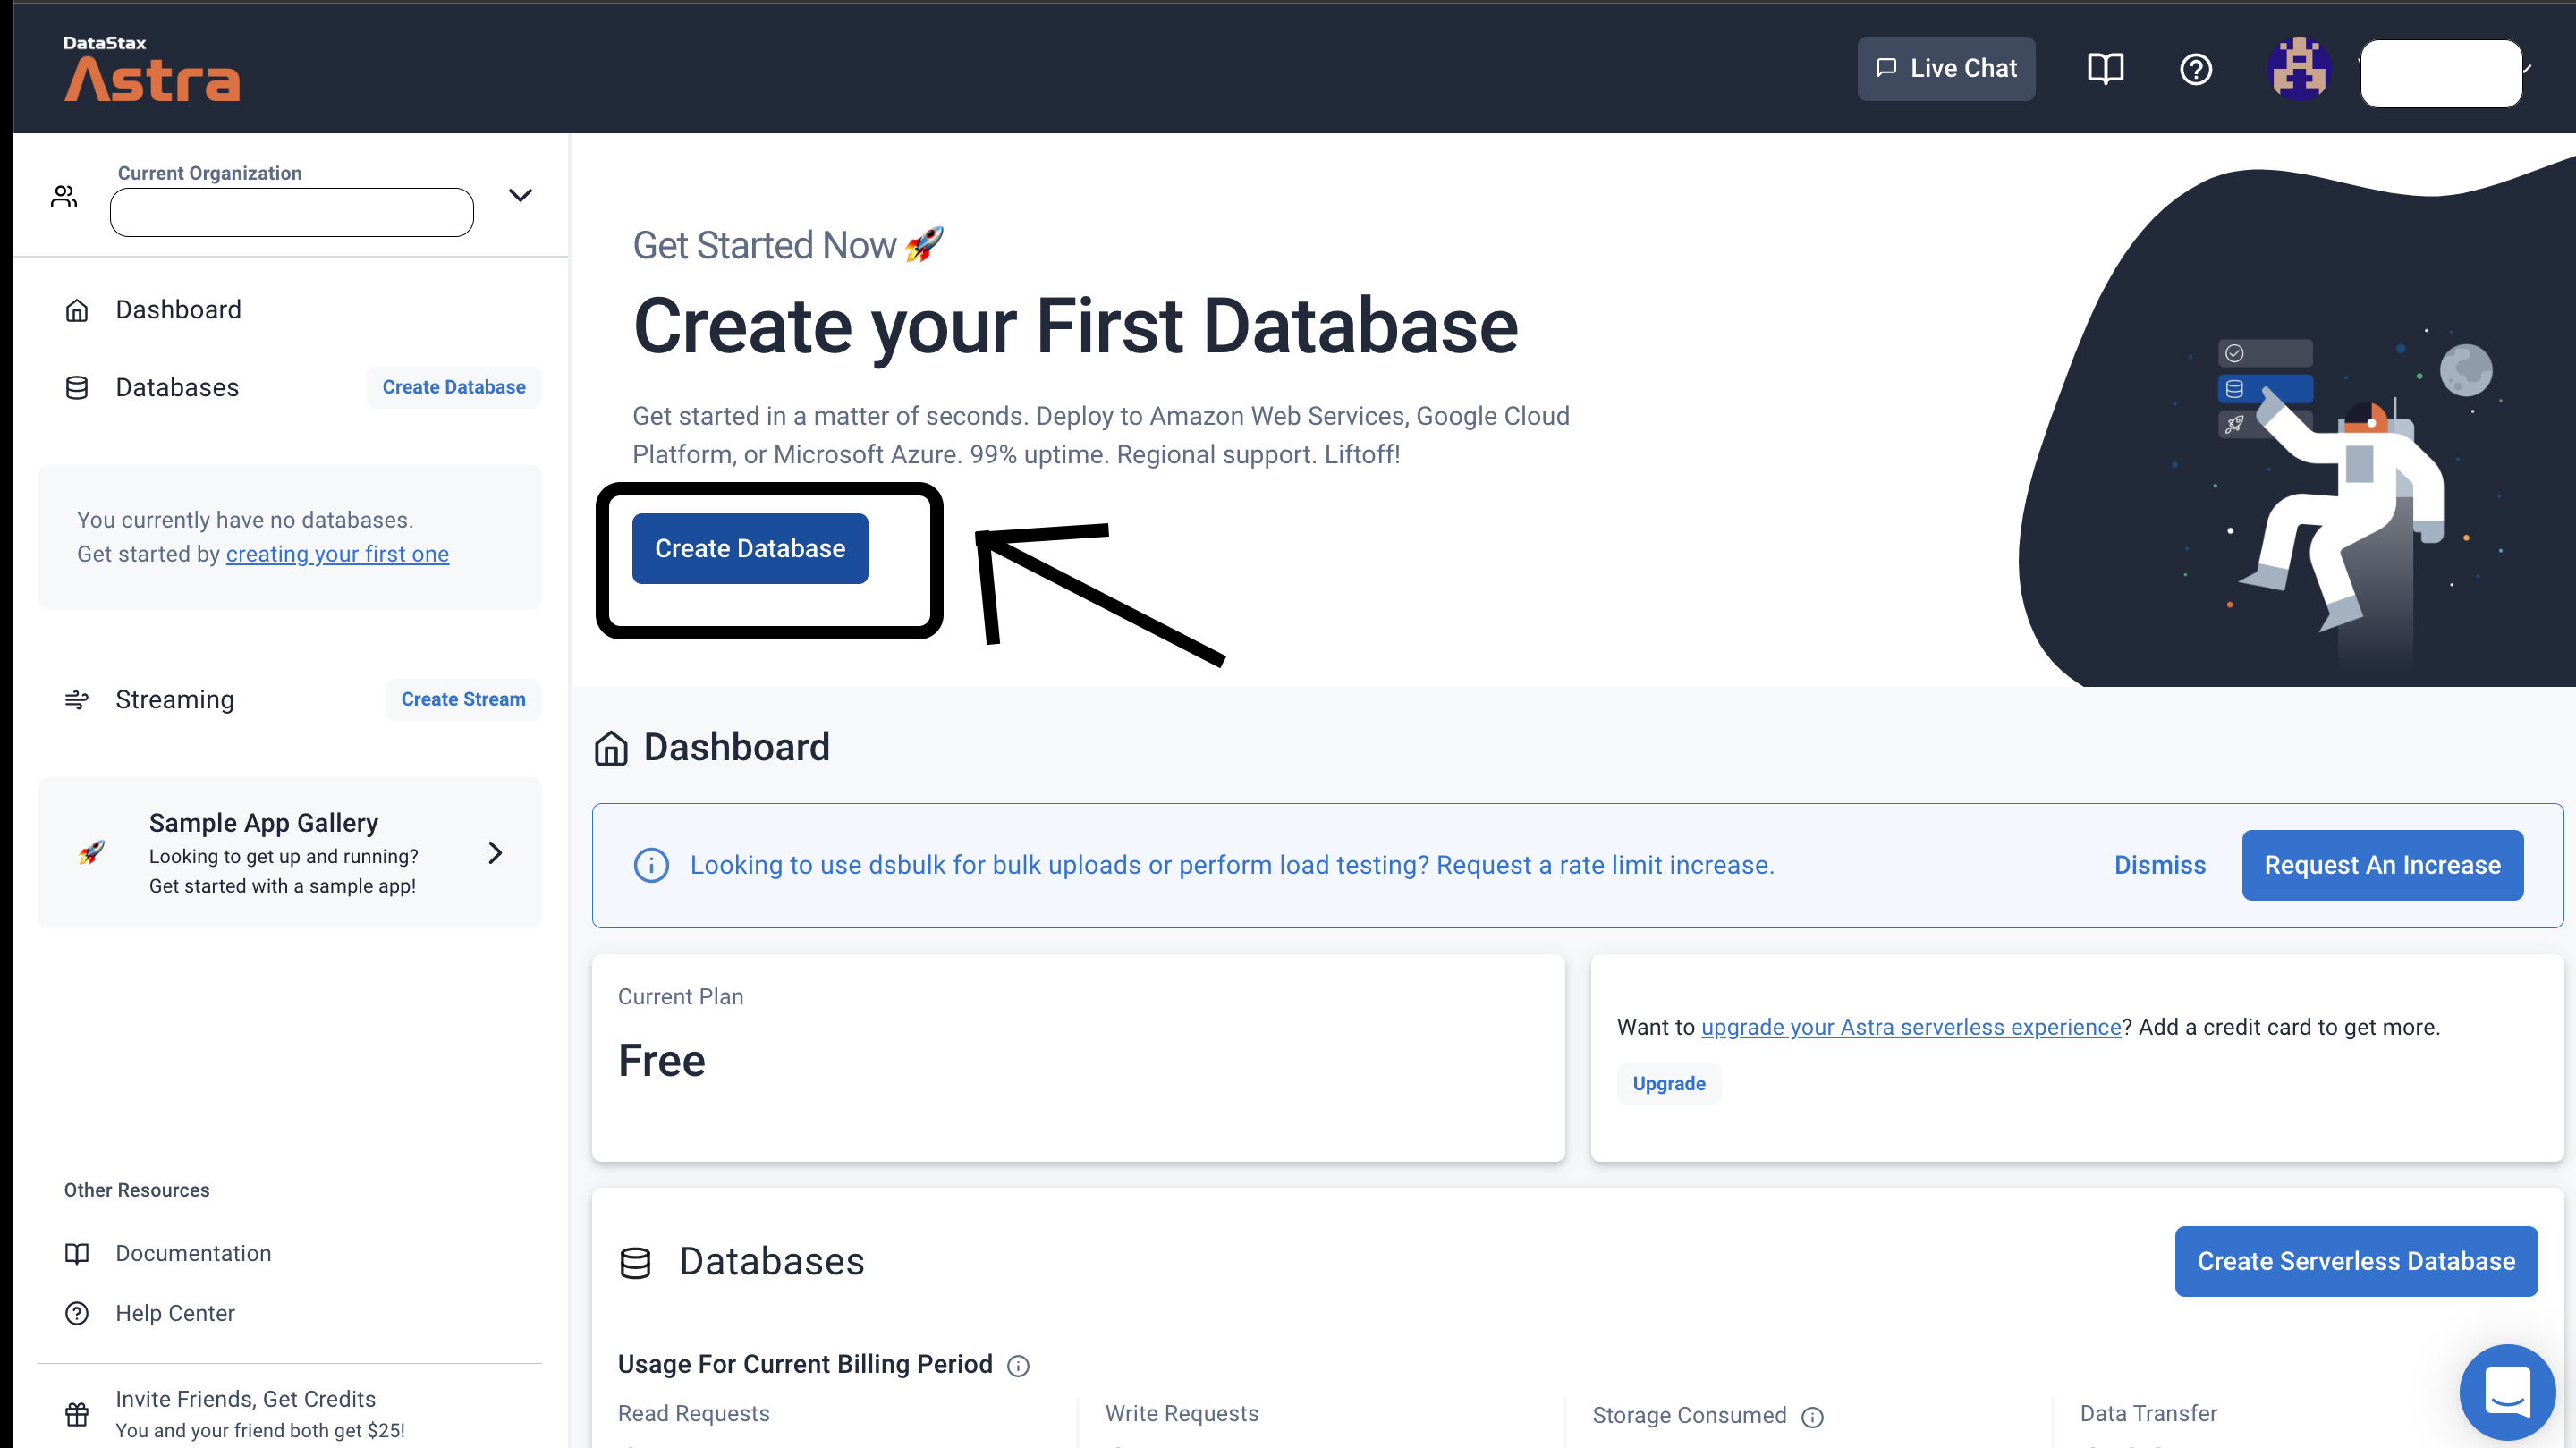 DataStax
Astra
Live Chat
Current Organization
Dashboard
Databases
Create Database
You currently have no databases.
Get started by creating your first one
Streaming
Create Stream
Sample App Gallery
Looking to get up and running?
Get started with a sample app!
Other Resources
Documentation
Help Center
Invite Friends, Get Credits
You and your friend both get $25!
Get Started Now 🚀
Create your First Database
Get started in a matter of seconds. Deploy to Amazon Web Services, Google Cloud
Platform, or Microsoft Azure. 99% uptime. Regional support. Liftoff!
Create Database
Dashboard
Looking to use dsbulk for bulk uploads or perform load testing? Request a rate limit increase.
Dismiss
Request An Increase
Current Plan
Free
Want to upgrade your Astra serverless experience? Add a credit card to get more.
Upgrade
Databases
Create Serverless Database
Usage For Current Billing Period
Read Requests
Write Requests
Storage Consumed
Data Transfer